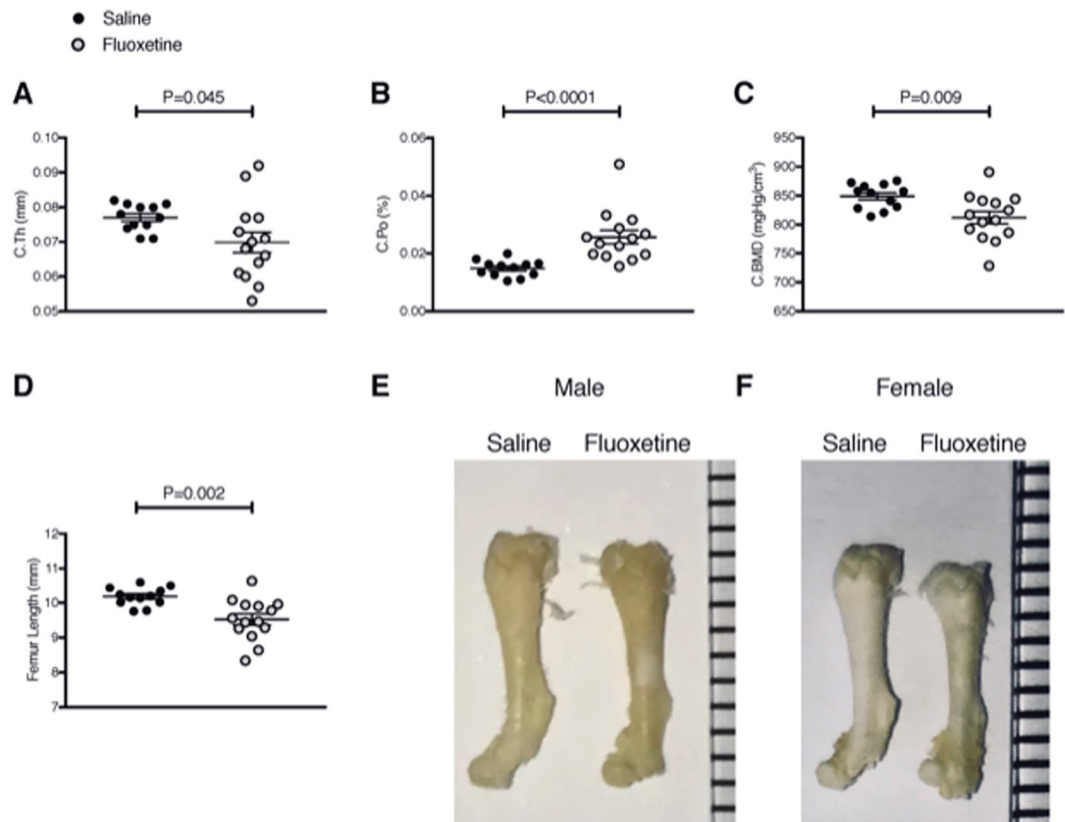 Saline
Fluoxetine
A
P=0.045
0.10
0.09
0.08
0.07
0.06
0.05
C.Th (mm)
B
P<0.0001
0.06
0.04
0.02
0.00
C.Po (%)
C
P=0.009
950
900
850
800
750
700
650
C.BMD (mgHg/cm³)
D
P=0.002
12
11
10
9
8
7
Femur Length (mm)
E
Male
Saline Fluoxetine
F
Female
Saline Fluoxetine